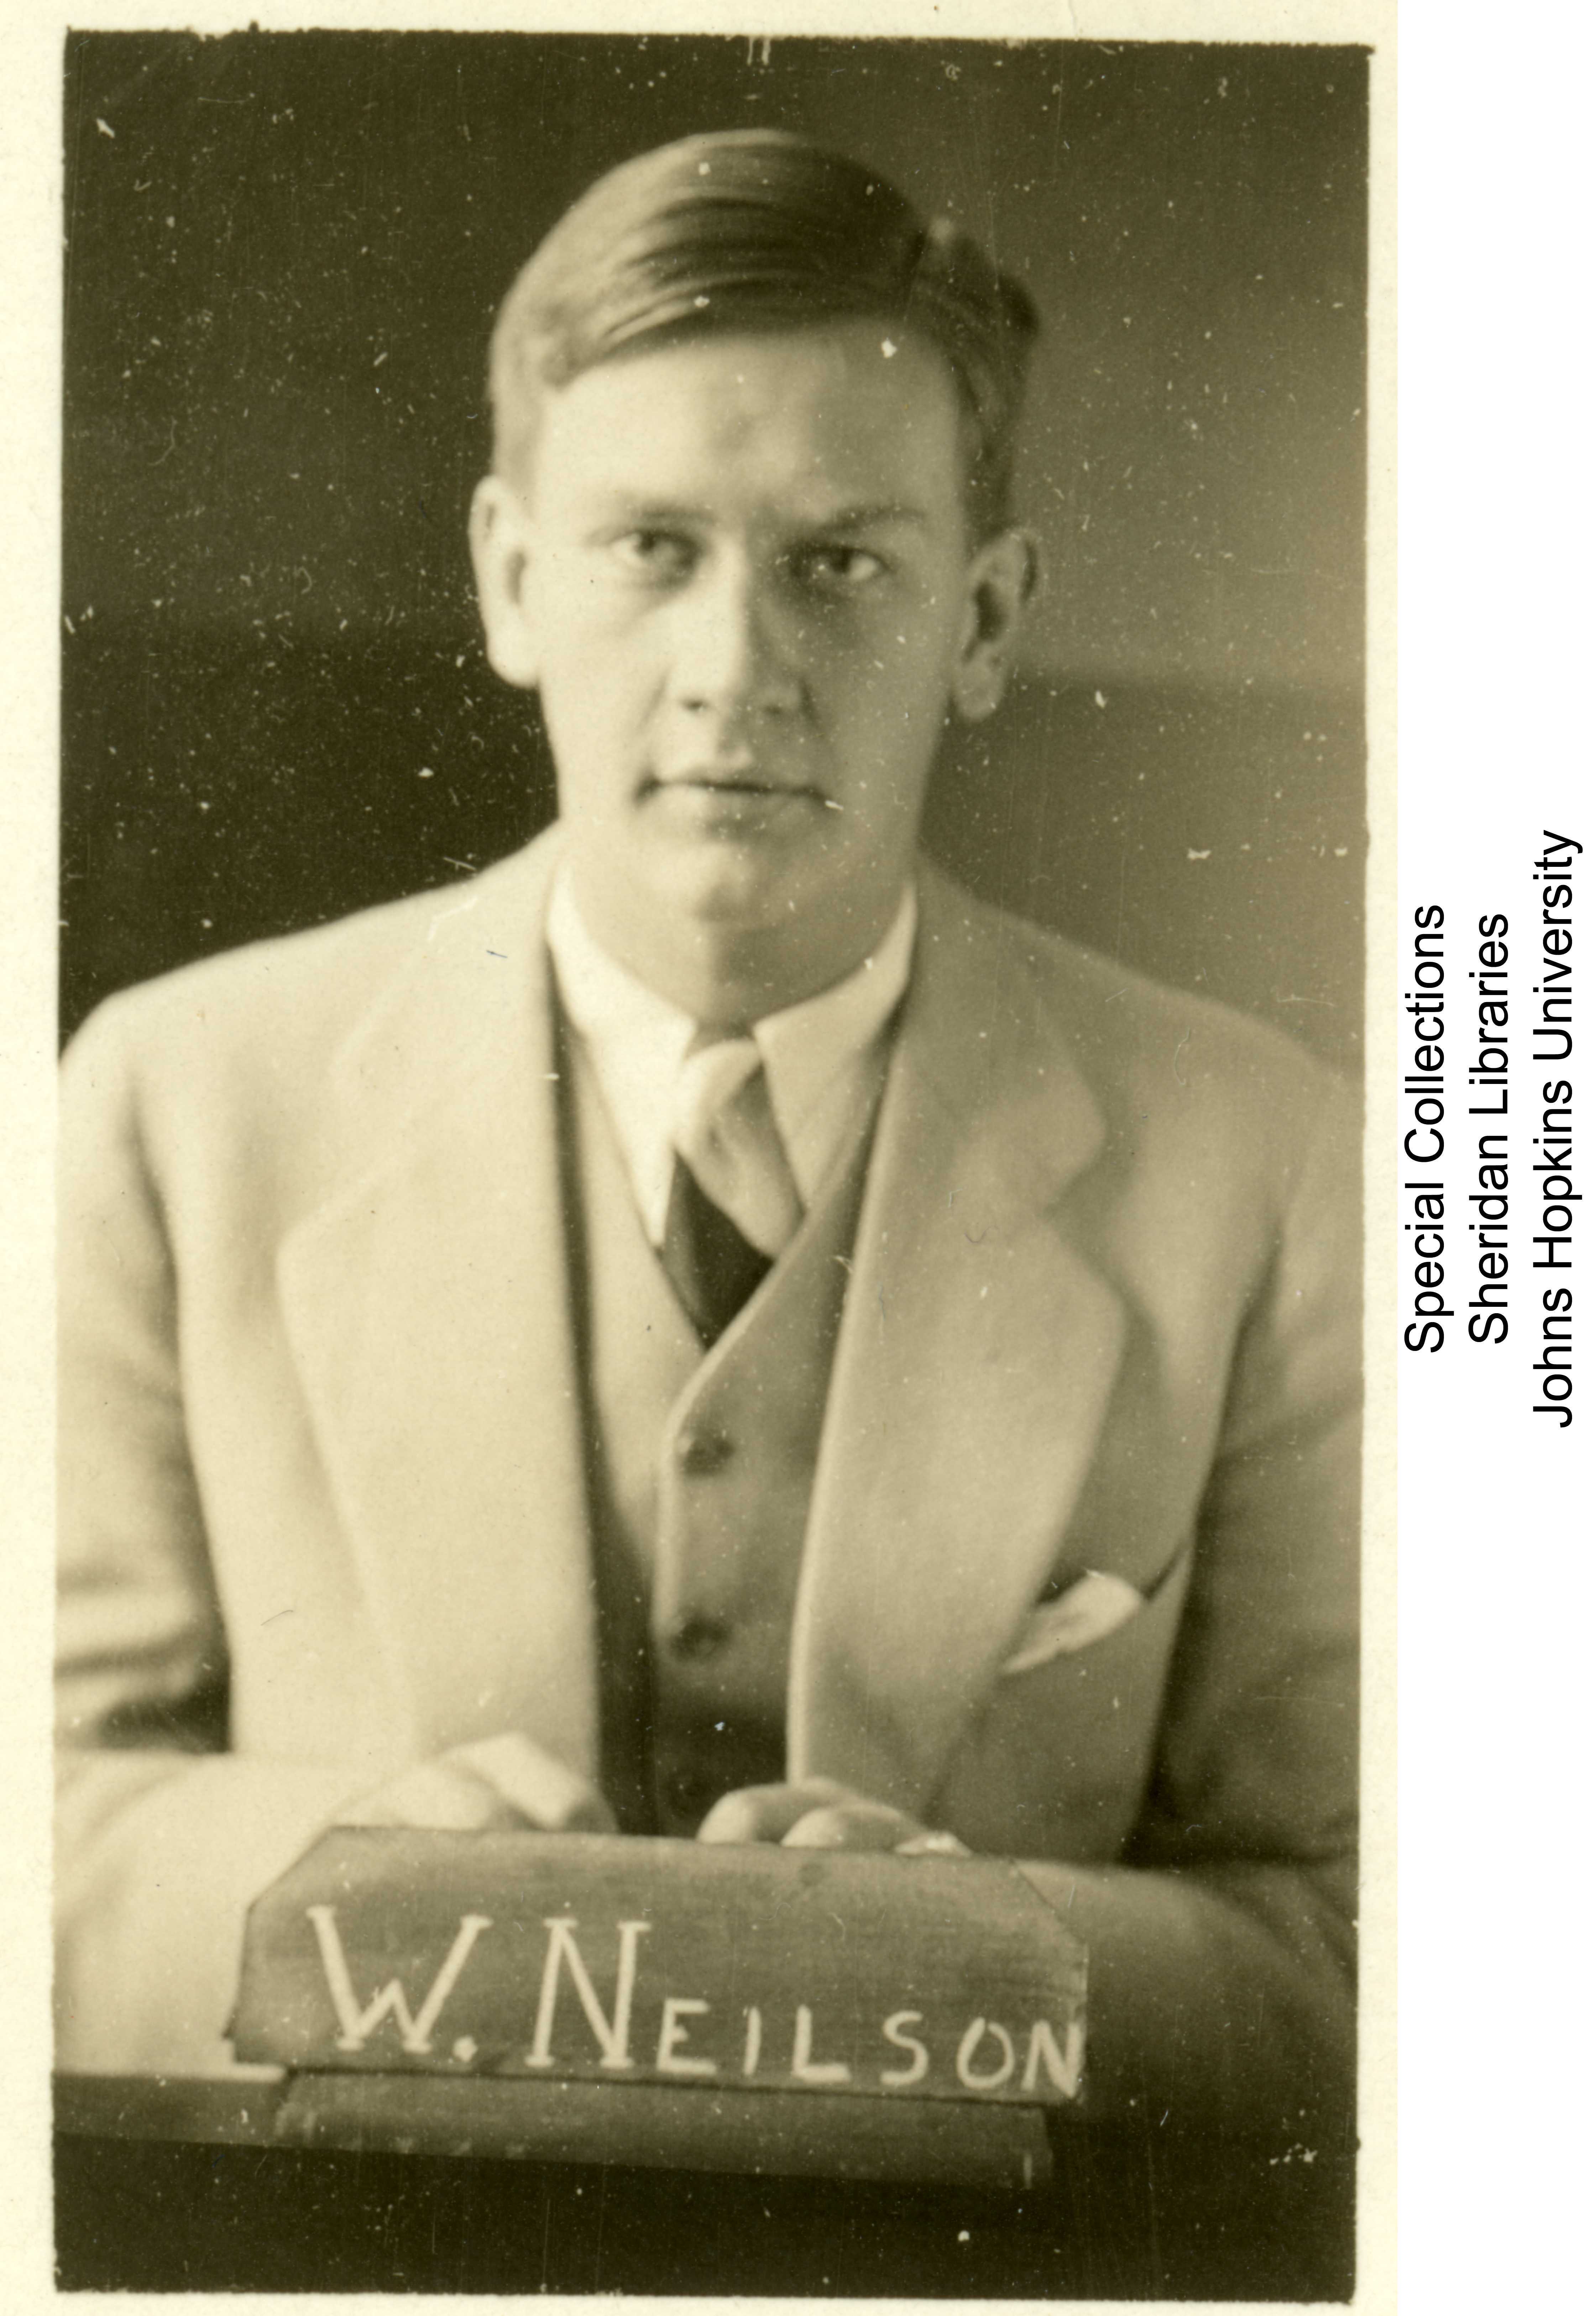 W. NEILSON
Special Collections
Sheridan Libraries
Johns Hopkins University